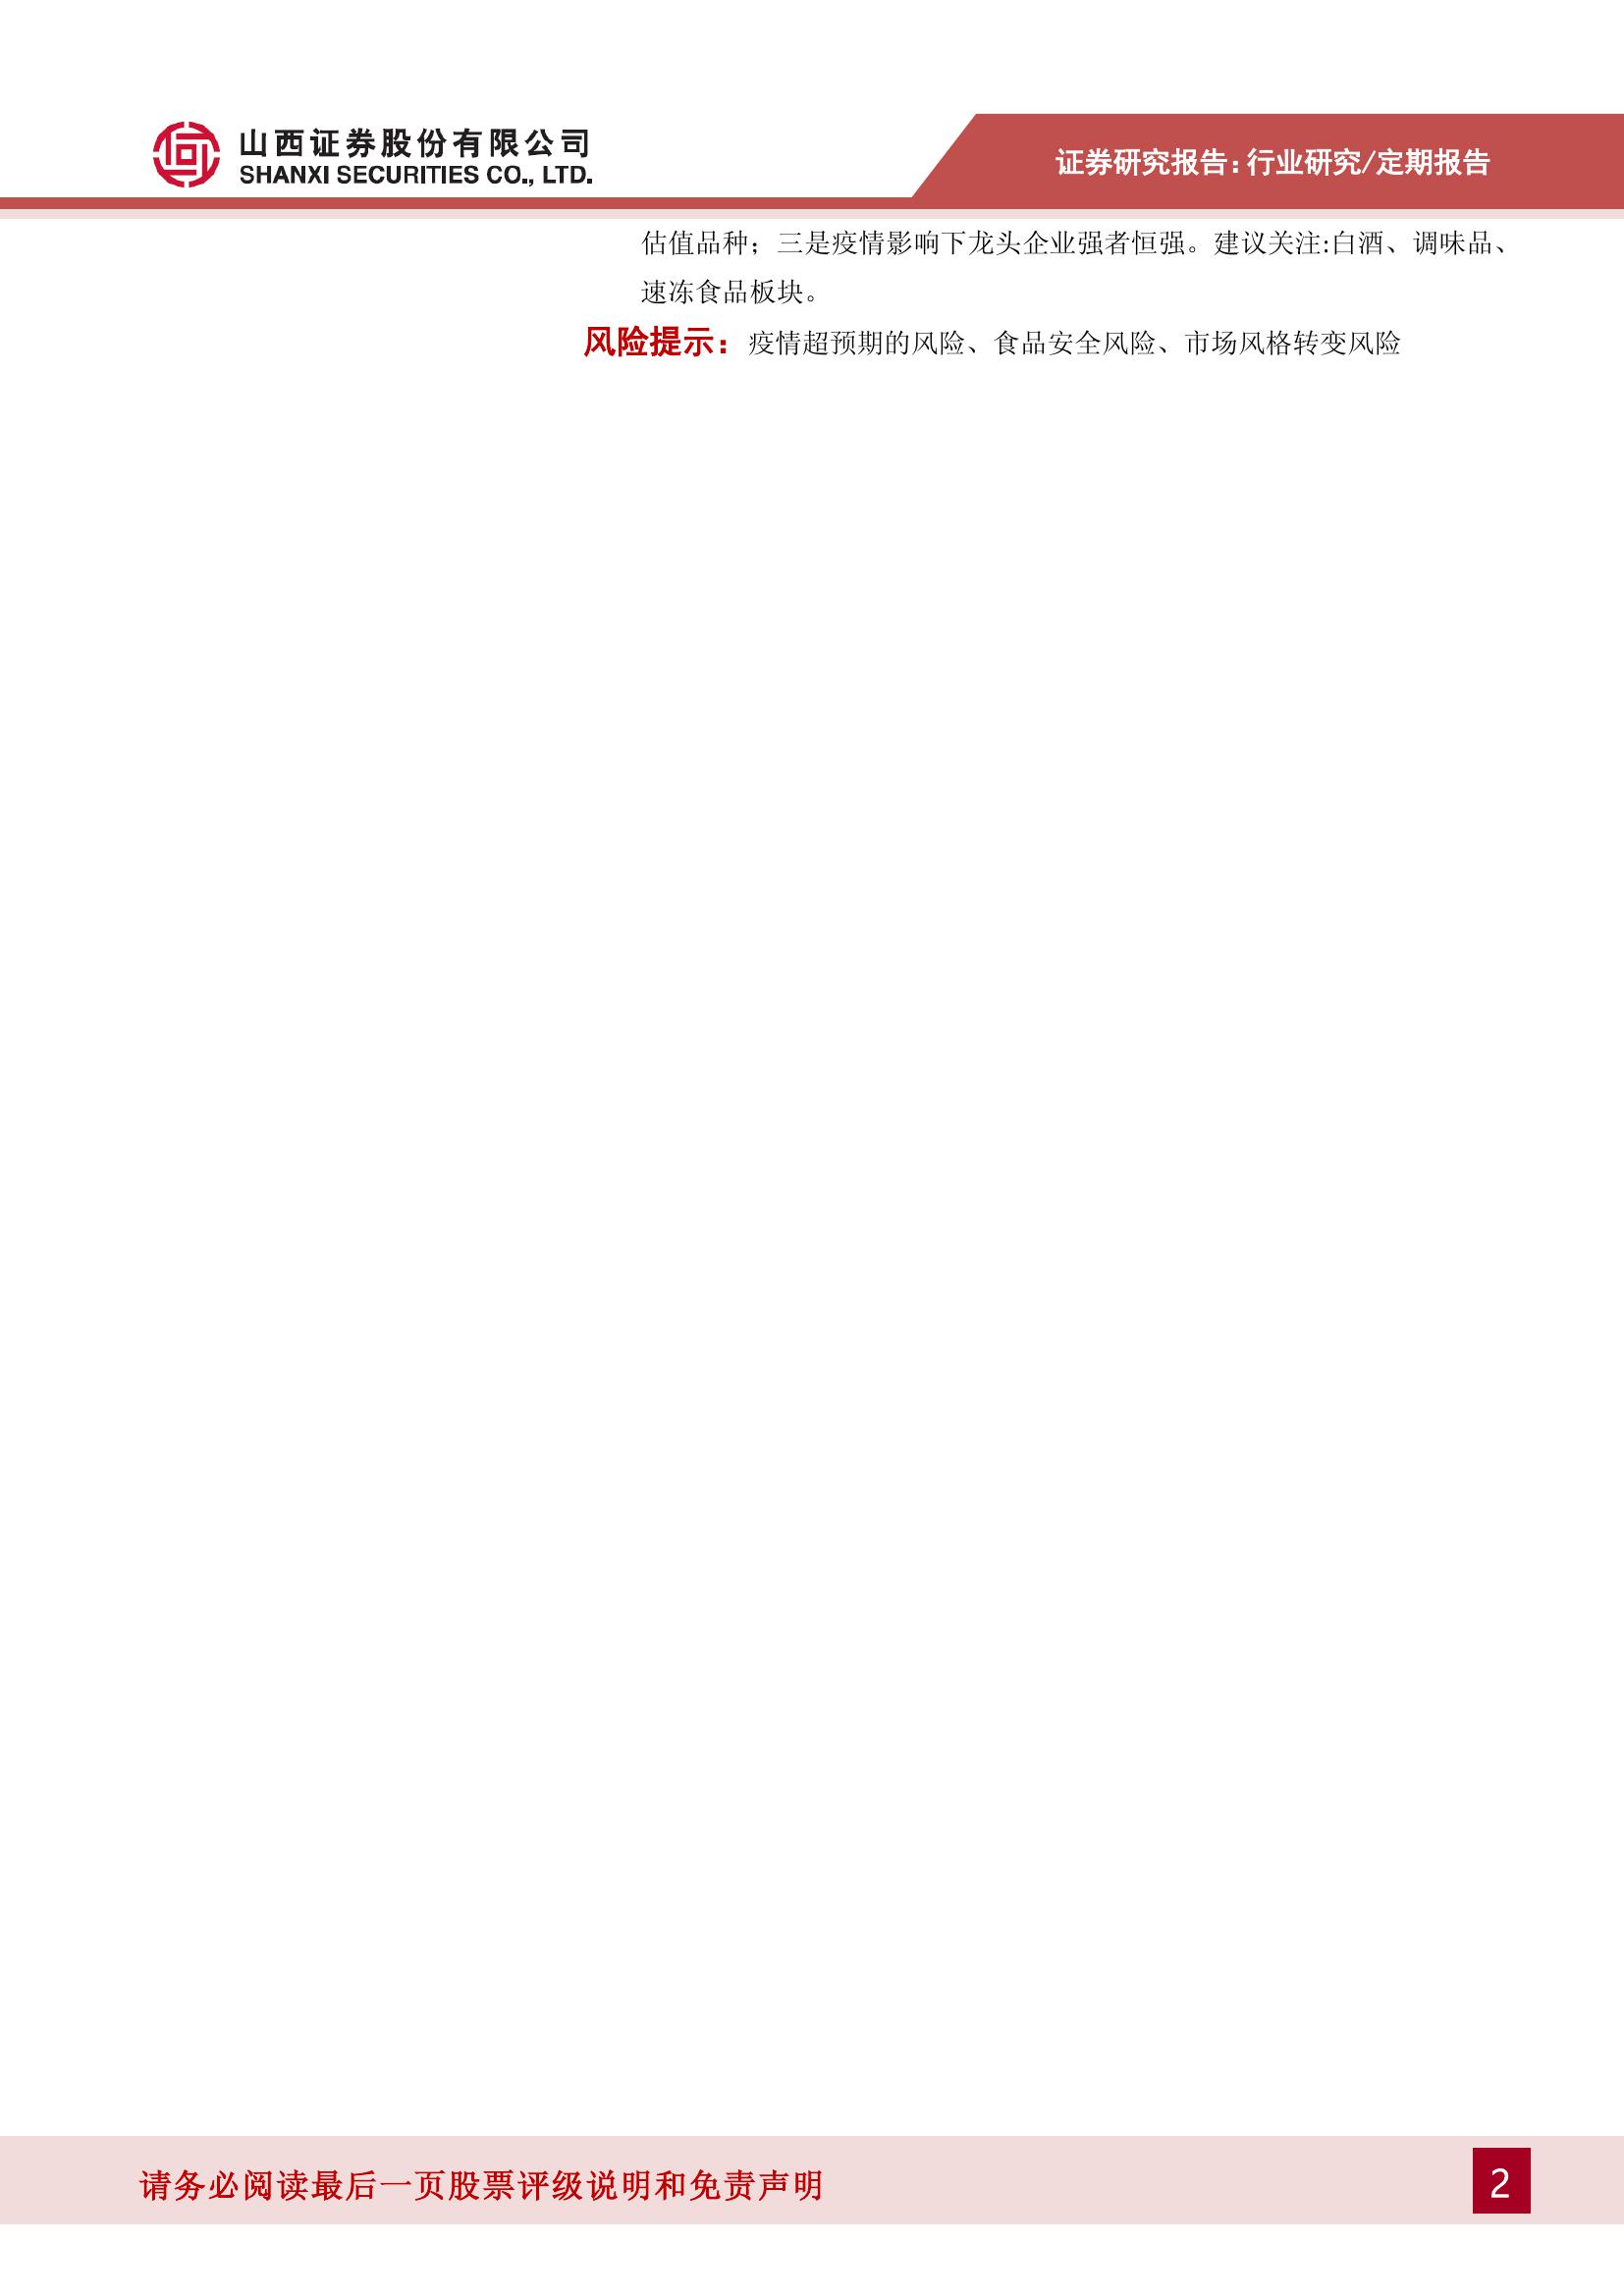 山西证券股份有限公司
SHANXI SECURITIES CO., LTD.
证券研究报告：行业研究/定期报告
估值品种；三是疫情影响下龙头企业强者恒强。建议关注:白酒、调味品、
速冻食品板块。
风险提示：疫情超预期的风险、食品安全风险、市场风格转变风险
请务必阅读最后一页股票评级说明和免责声明
2